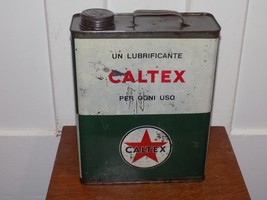 UN LUBRIFICANTE
CALTEX
PER OGNI USO
CALTEX